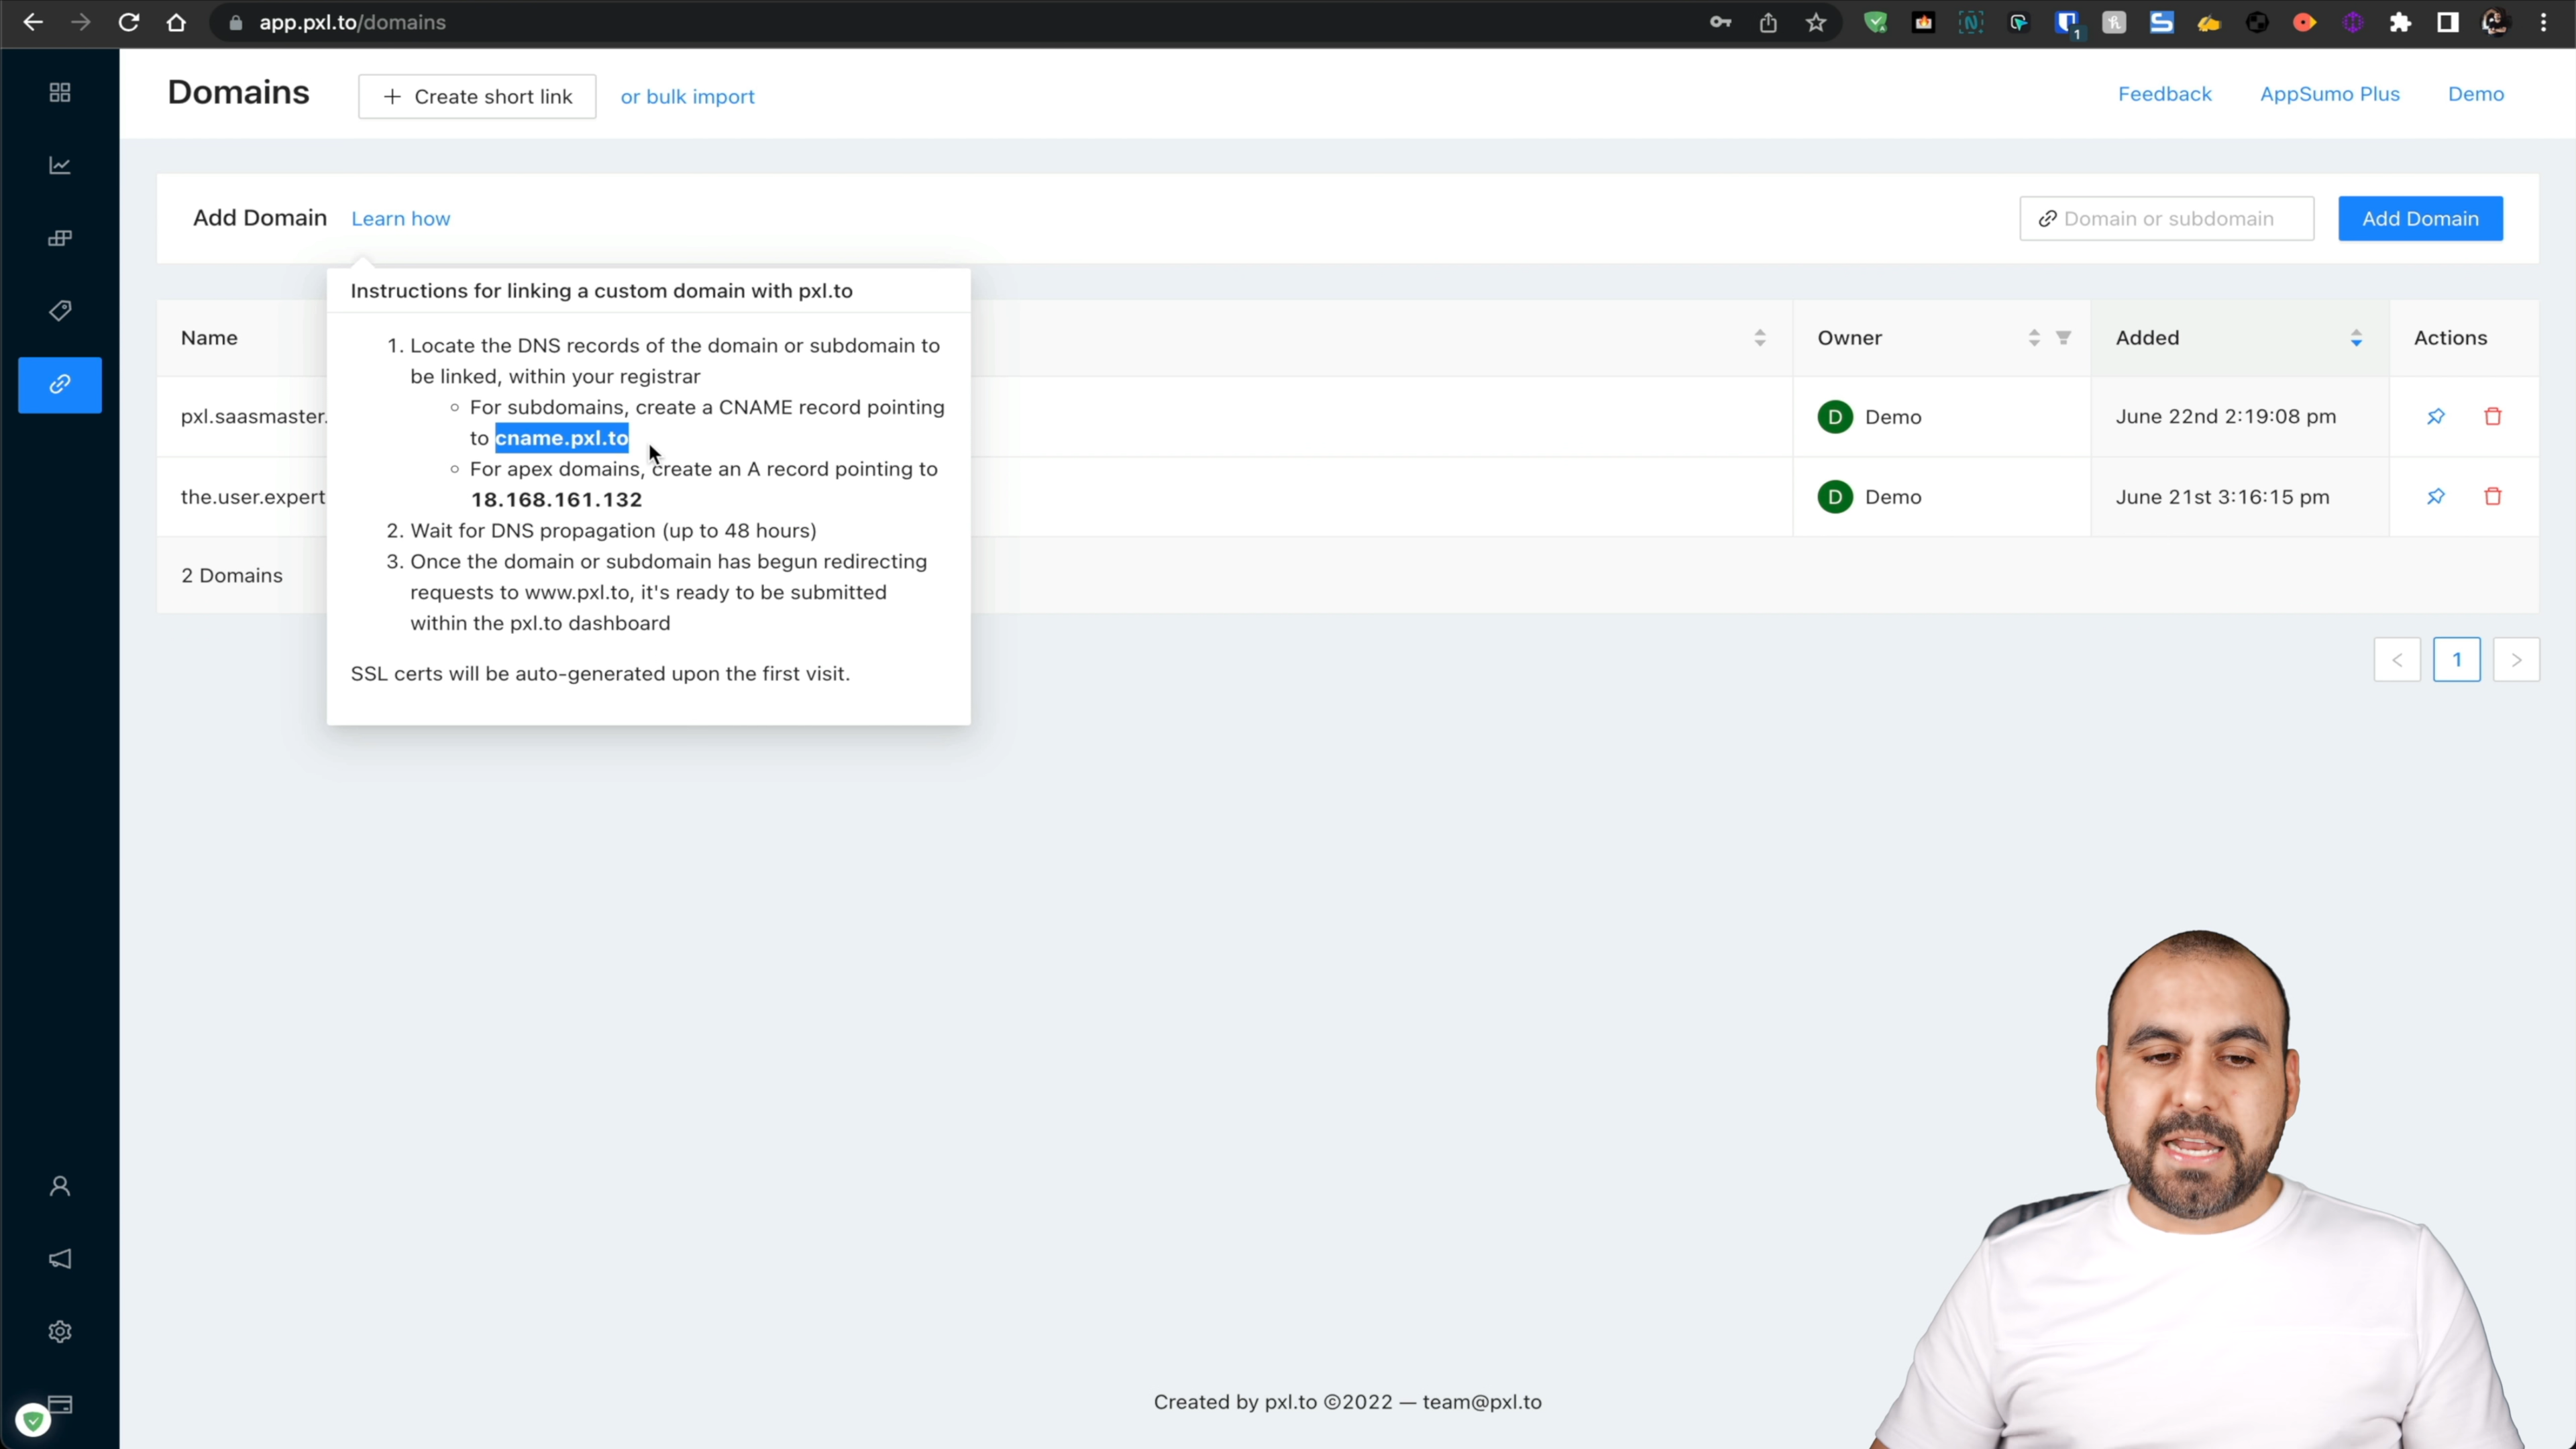 app.pxl.to/domains
1
Domains
Create short link
or bulk import
Feedback
AppSumo Plus
Demo
Add Domain
Learn how
Domain or subdomain
Add Domain
Instructions for linking a custom domain with pxl.to
1. Locate the DNS records of the domain or subdomain to
be linked, within your registrar
For subdomains, create a CNAME record pointing
to cname.pxl.to
For apex domains, create an A record pointing to
18.168.161.132
2. Wait for DNS propagation (up to 48 hours)
3. Once the domain or subdomain has begun redirecting
requests to www.pxl.to, it's ready to be submitted
within the pxl.to dashboard
SSL certs will be auto-generated upon the first visit.
Name
Owner
Added
Actions
pxl.saasmaster.
D Demo
June 22nd 2:19:08 pm
the.user.expert
D Demo
June 21st 3:16:15 pm
2 Domains
< 1 >
Created by pxl.to ©2022 — team@pxl.to